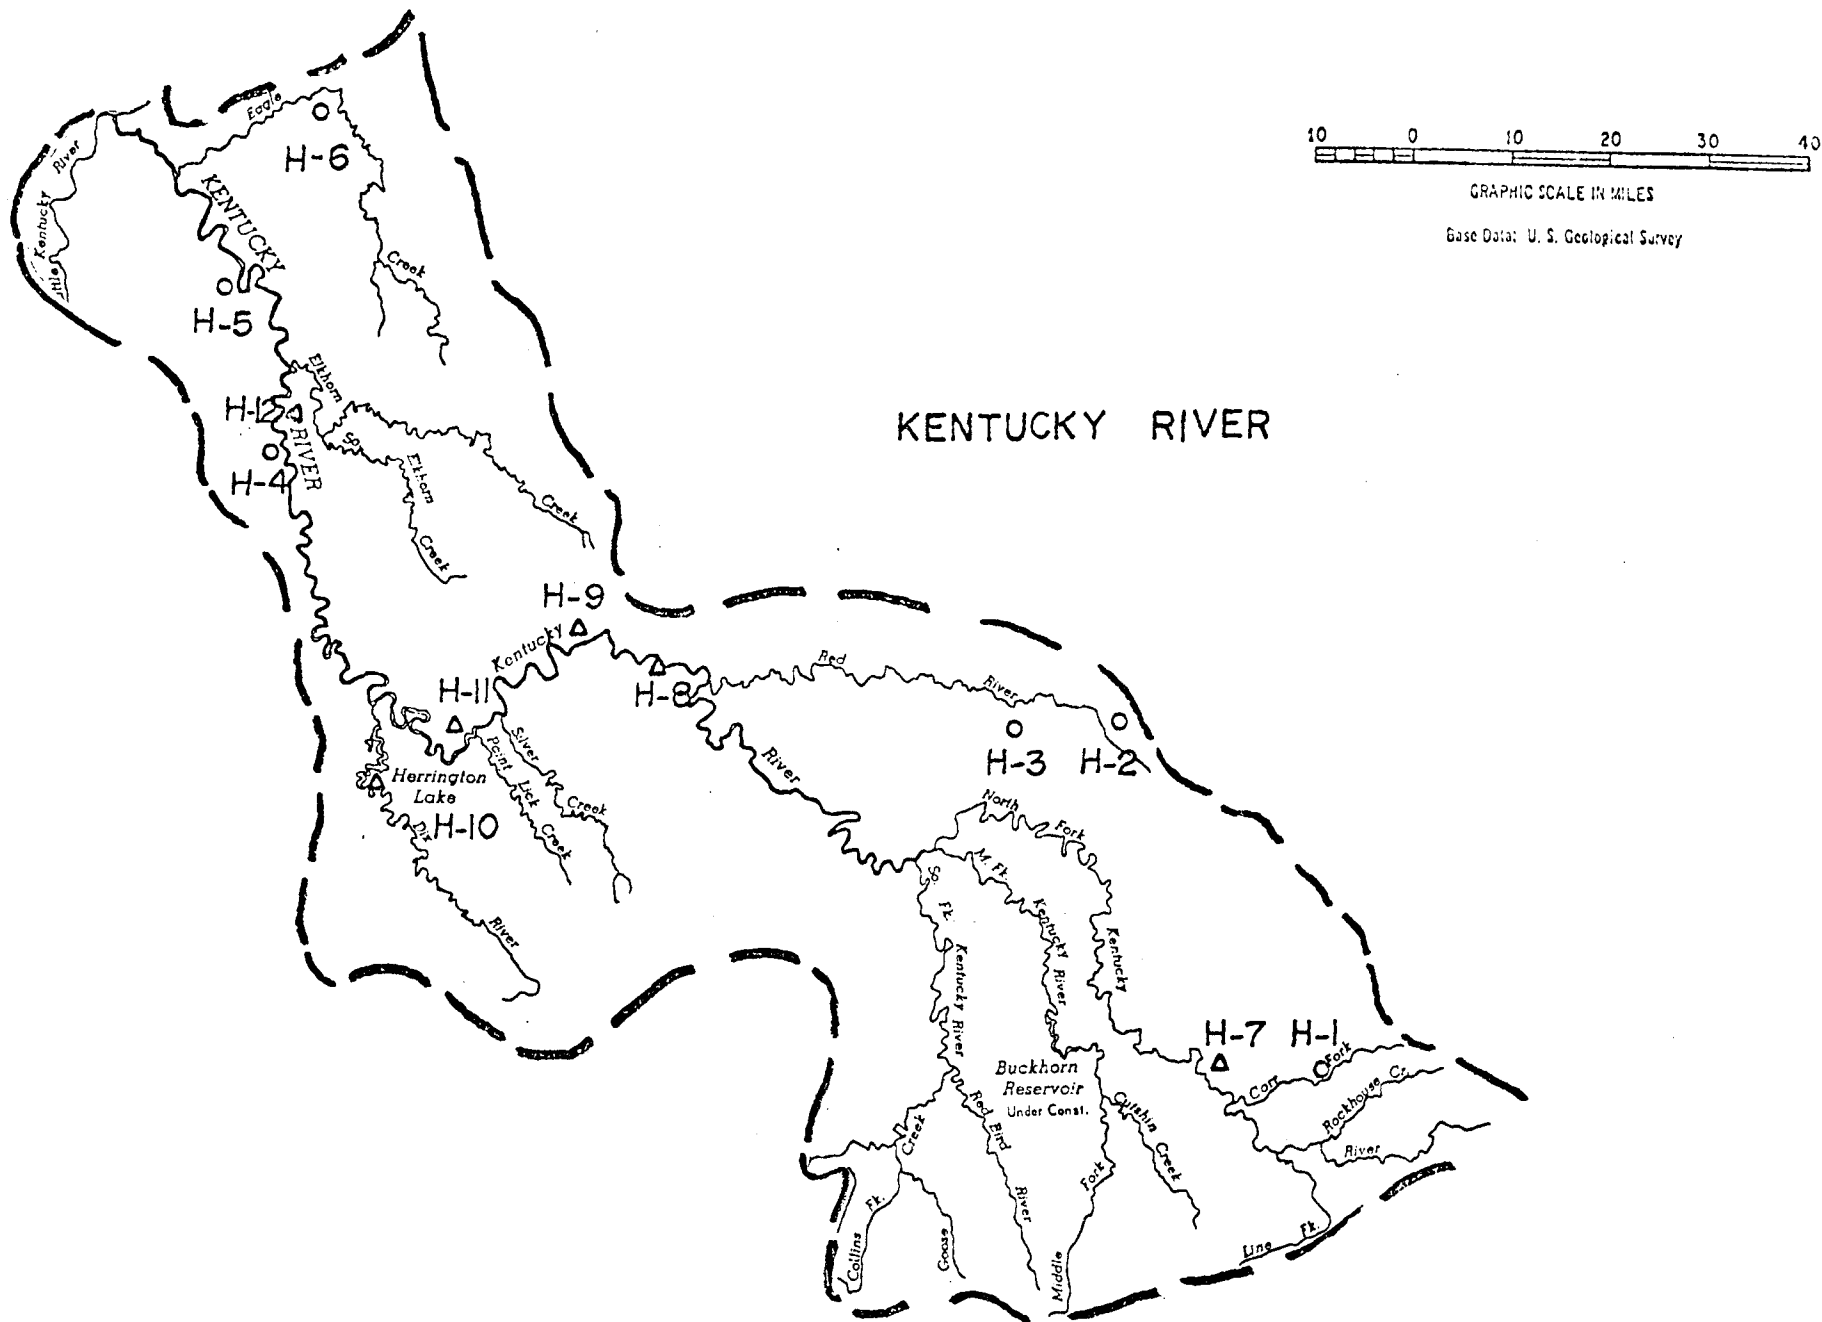 10 0 10 20 30 40
GRAPHIC SCALE IN MILES
Base Data: U. S. Geological Survey
KENTUCKY RIVER
Eagle
H-6
River
Kentucky
KENTUCKY
Creek
H-5
Elkhorn
H-12
RIVER
So.
H-4
Elkhorn
Creek
Creek
H-9
Kentucky
H-11
H-8
Red
River
Silver
Paint
Lick
Creek
Creek
River
H-3
H-2
Herrington
Lake
H-10
Dix
River
North
Fork
M. Fk.
So.
Fk.
Kentucky
River
Kentucky
River
Kentucky
H-7
H-1
Fork
Carr
Rockhouse Cr.
River
Buckhorn
Reservoir
Under Const.
Cutshin
Creek
Red
Bird
River
Creek
Fk.
Collins
Goose
Fork
Middle
Line
Fk.